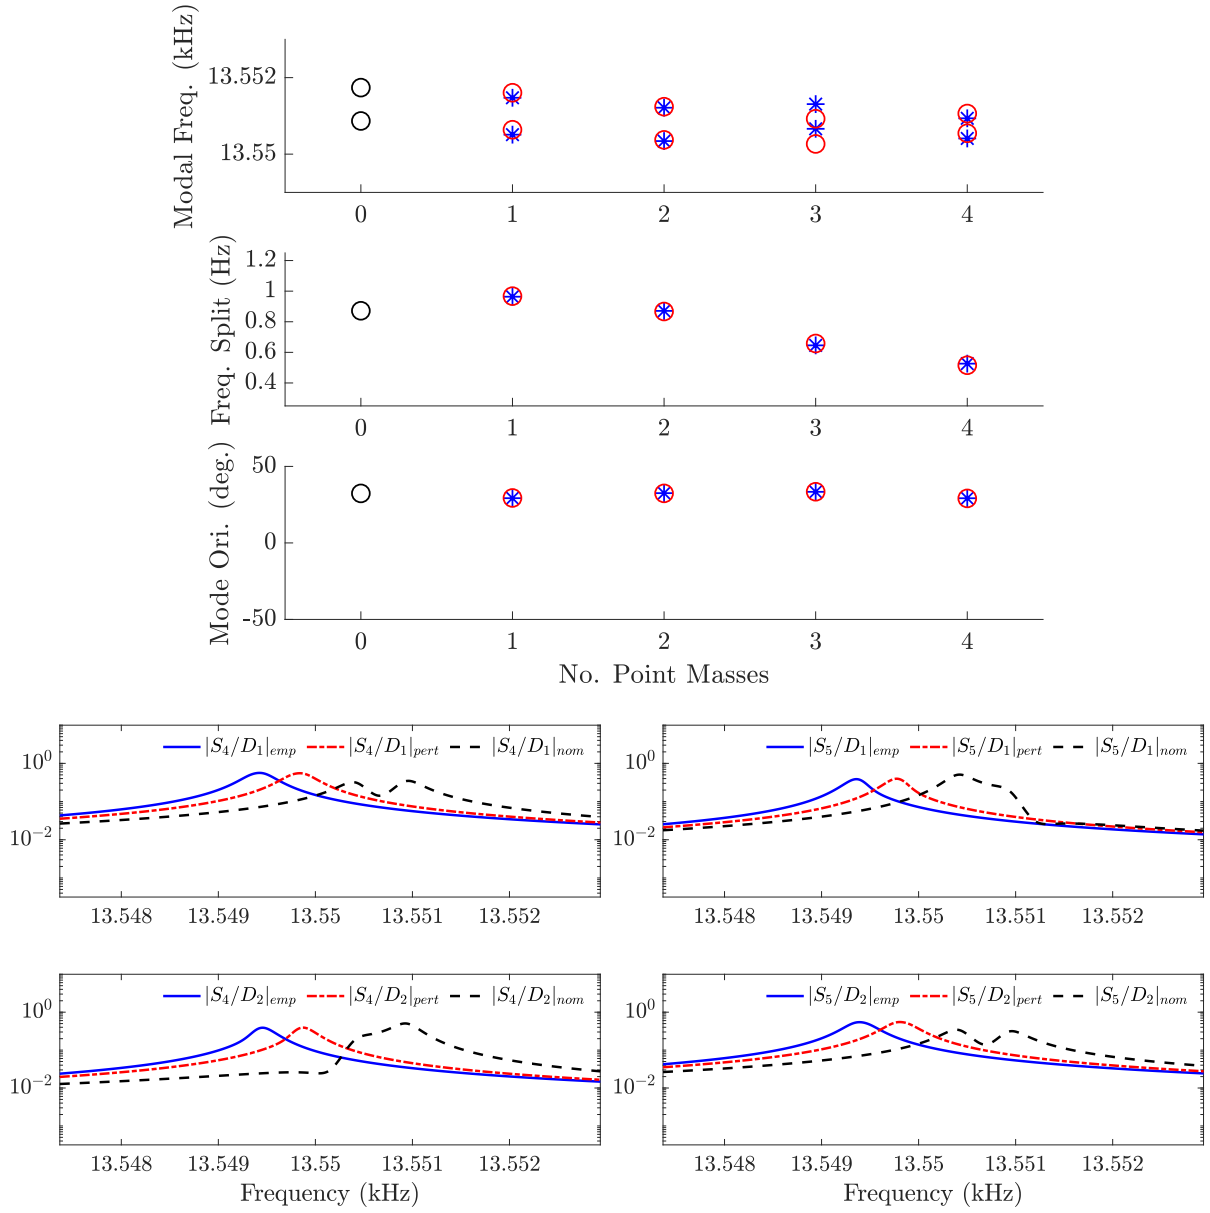 Modal Freq. (kHz)
13.552
13.55
0 1 2 3 4
Freq. Split (Hz)
1.2
1
0.8
0.6
0.4
0 1 2 3 4
Mode Ori. (deg.)
50
0
-50
0 1 2 3 4
No. Point Masses
|S4/D1|emp |S4/D1|pert |S4/D1|nom
10^0
10^-2
13.548 13.549 13.55 13.551 13.552
|S5/D1|emp |S5/D1|pert |S5/D1|nom
10^0
10^-2
13.548 13.549 13.55 13.551 13.552
|S4/D2|emp |S4/D2|pert |S4/D2|nom
10^0
10^-2
13.548 13.549 13.55 13.551 13.552
Frequency (kHz)
|S5/D2|emp |S5/D2|pert |S5/D2|nom
10^0
10^-2
13.548 13.549 13.55 13.551 13.552
Frequency (kHz)